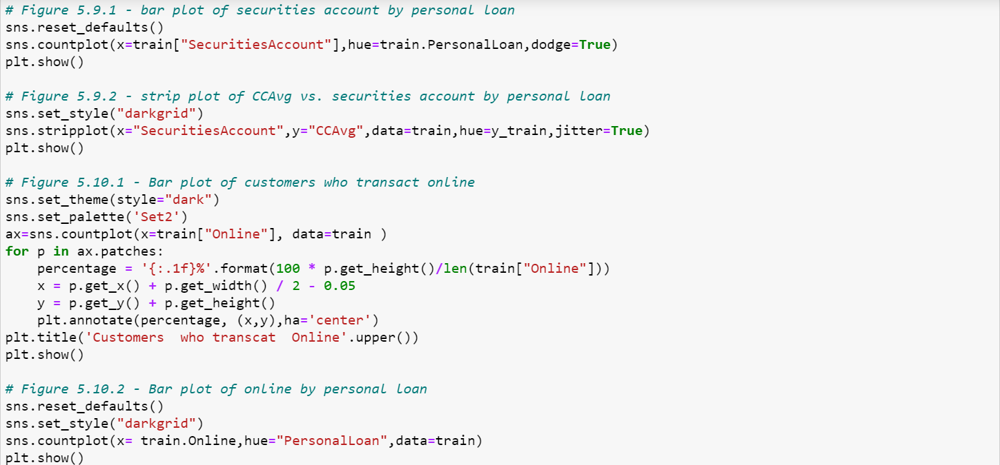 # Figure 5.9.1 - bar plot of securities account by personal loan
sns.reset_defaults()
sns.countplot(x=train["SecuritiesAccount"],hue=train.PersonalLoan,dodge=True)
plt.show()

# Figure 5.9.2 - strip plot of CCAvg vs. securities account by personal loan
sns.set_style("darkgrid")
sns.stripplot(x="SecuritiesAccount",y="CCAvg",data=train,hue=y_train,jitter=True)
plt.show()

# Figure 5.10.1 - Bar plot of customers who transact online
sns.set_theme(style="dark")
sns.set_palette('Set2')
ax=sns.countplot(x=train["Online"], data=train )
for p in ax.patches:
    percentage = '{:.1f}%'.format(100 * p.get_height()/len(train["Online"]))
    x = p.get_x() + p.get_width() / 2 - 0.05
    y = p.get_y() + p.get_height()
    plt.annotate(percentage, (x,y),ha='center')
plt.title('Customers  who transcat  Online'.upper())
plt.show()

# Figure 5.10.2 - Bar plot of online by personal loan
sns.reset_defaults()
sns.set_style("darkgrid")
sns.countplot(x= train.Online,hue="PersonalLoan",data=train)
plt.show()